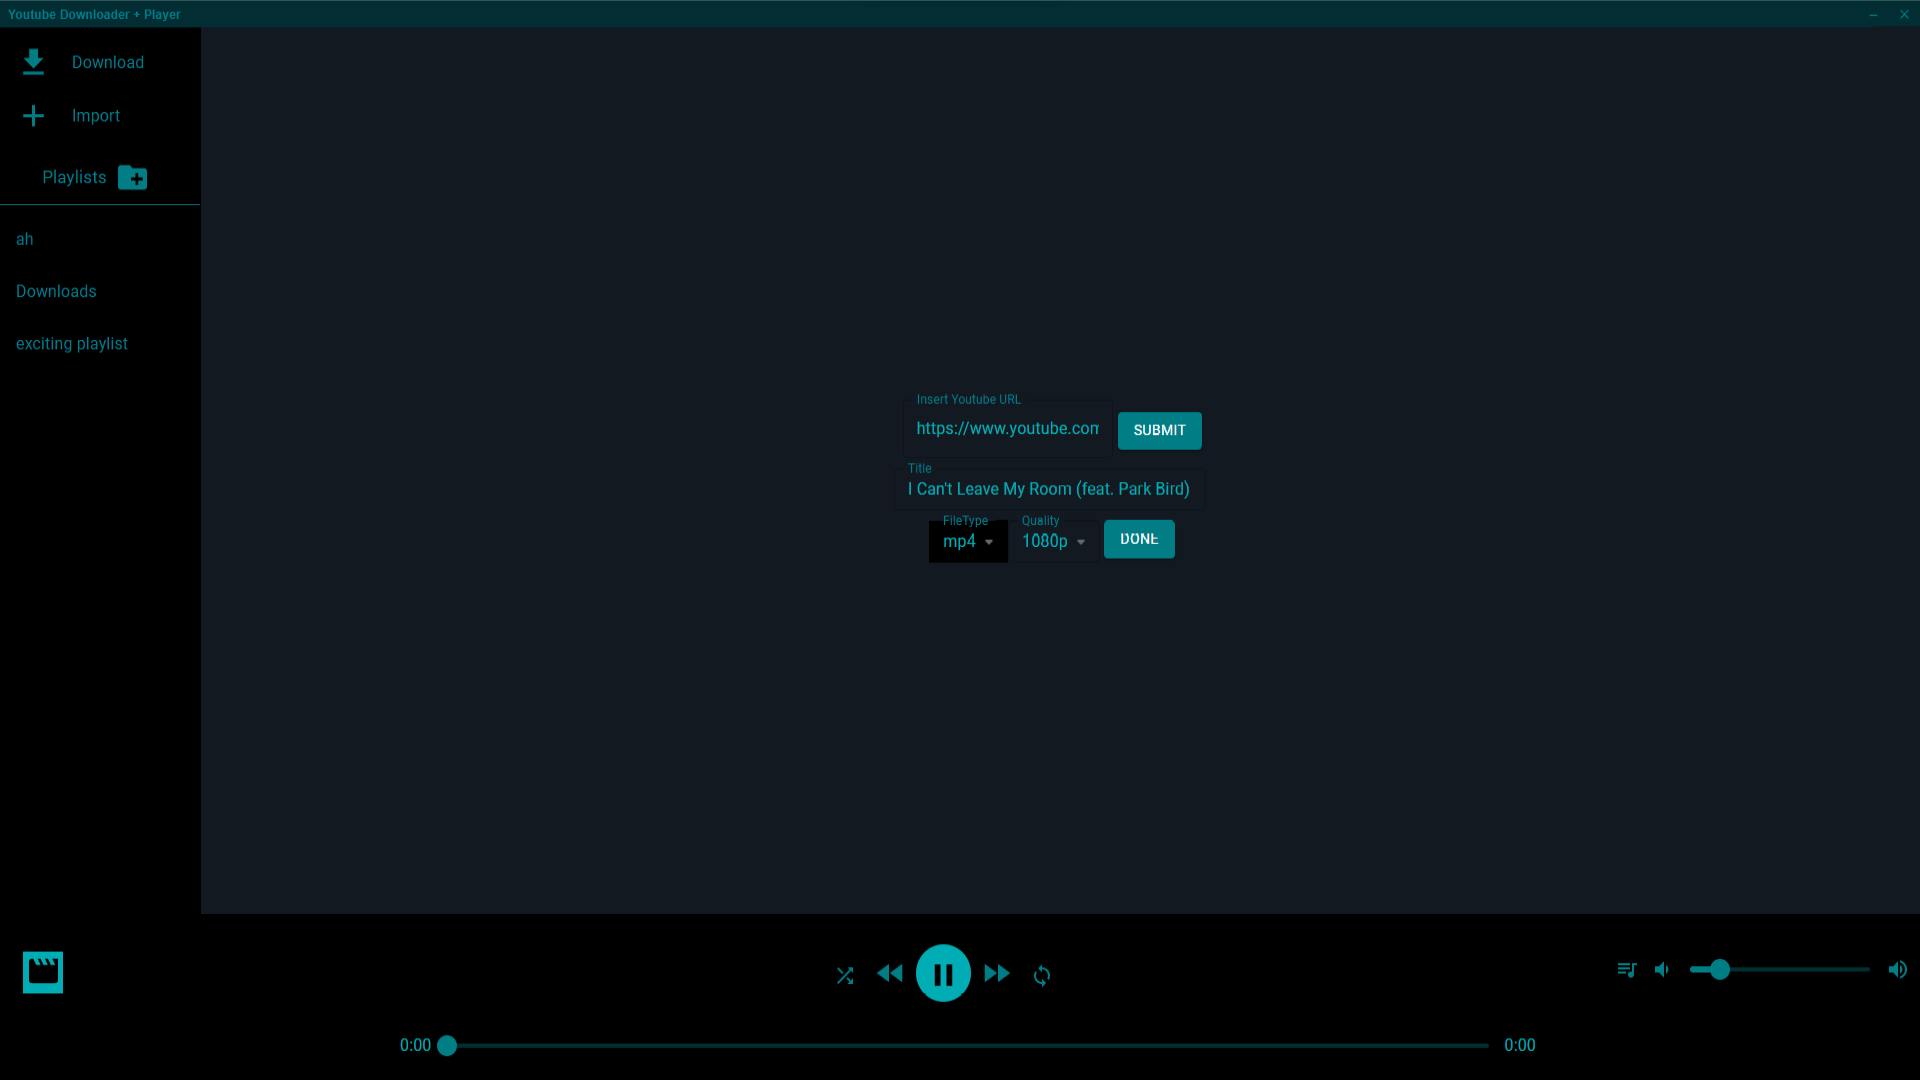 Youtube Downloader + Player
Download
Import
Playlists
ah
Downloads
exciting playlist
Insert Youtube URL
https://www.youtube.com
SUBMIT
Title
I Can't Leave My Room (feat. Park Bird)
FileType
Quality
mp4
1080p
DONE
0:00
0:00